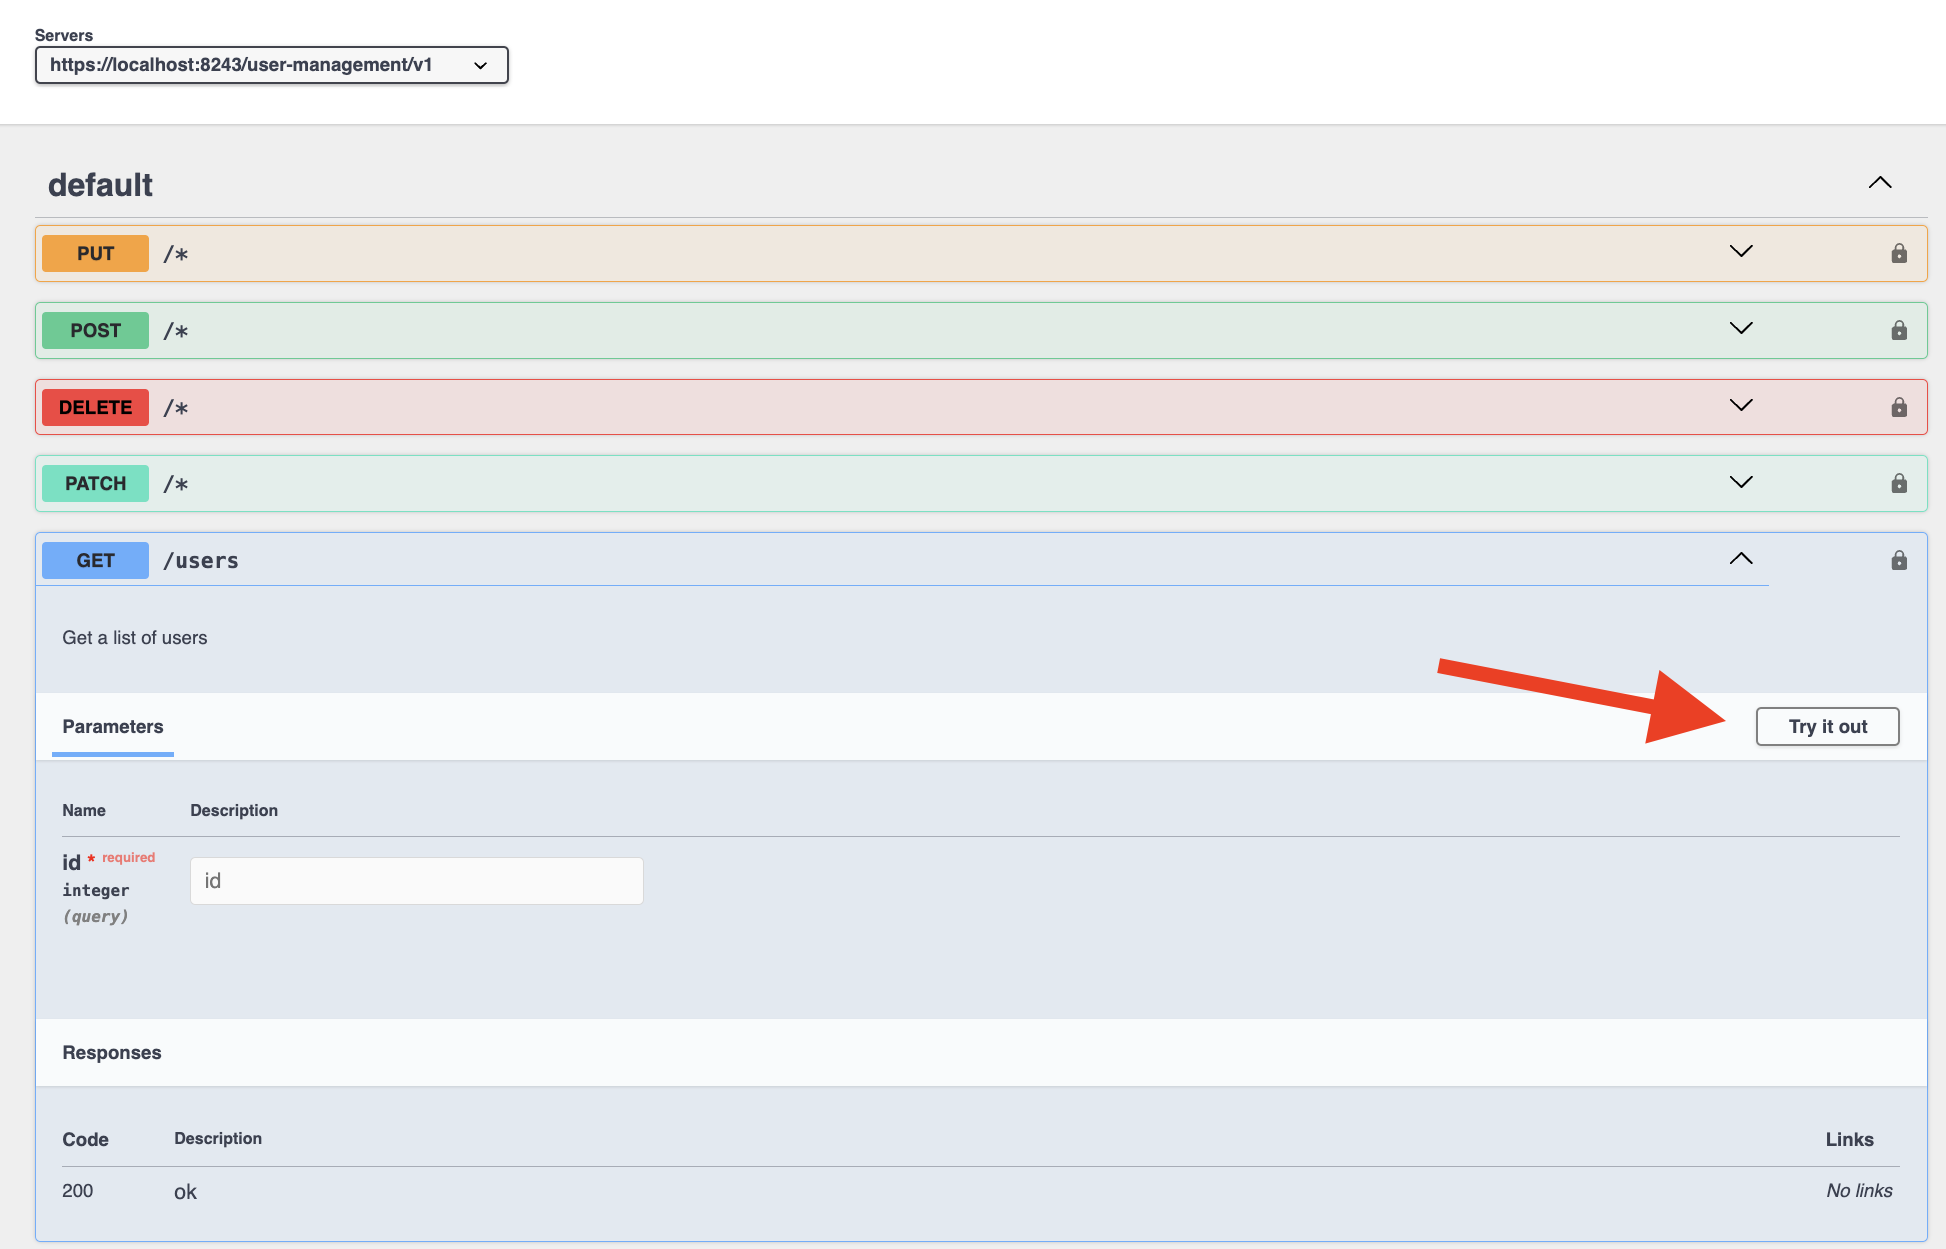 Servers
https://localhost:8243/user-management/v1
default
PUT /*
POST /*
DELETE /*
PATCH /*
GET /users
Get a list of users
Parameters
Try it out
Name Description
id * required
id
integer
(query)
Responses
Code Description Links
200 ok No links